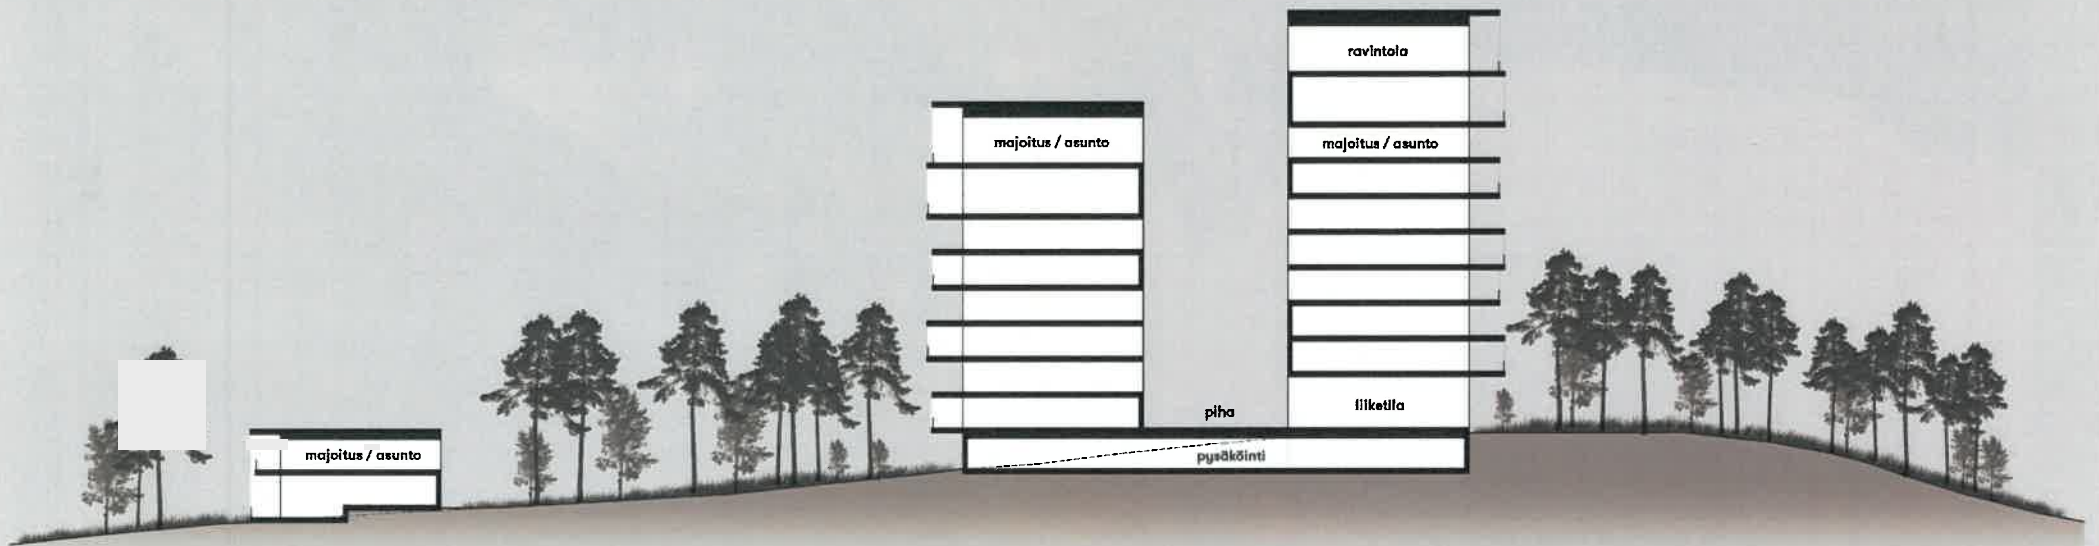 ravintola
majoitus / asunto
majoitus / asunto
piha
liiketila
majoitus / asunto
pysäköinti